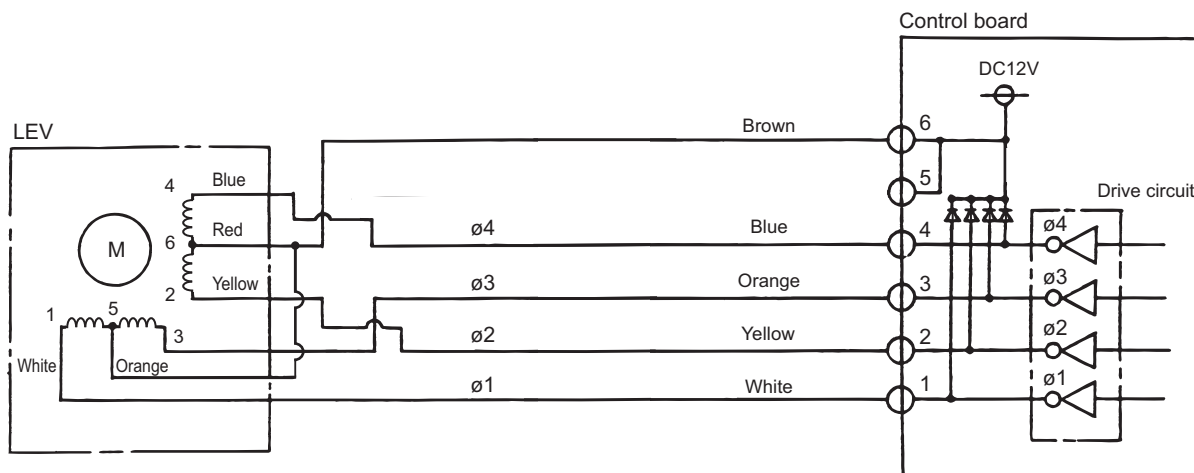 Control board
DC12V
LEV
Brown
6
5
Drive circuit
4
Blue
Red
6
M
Yellow
2
ø4
Blue
4
ø4
ø3
Orange
3
ø3
1
5
3
White
Orange
ø2
Yellow
2
ø2
ø1
White
1
ø1